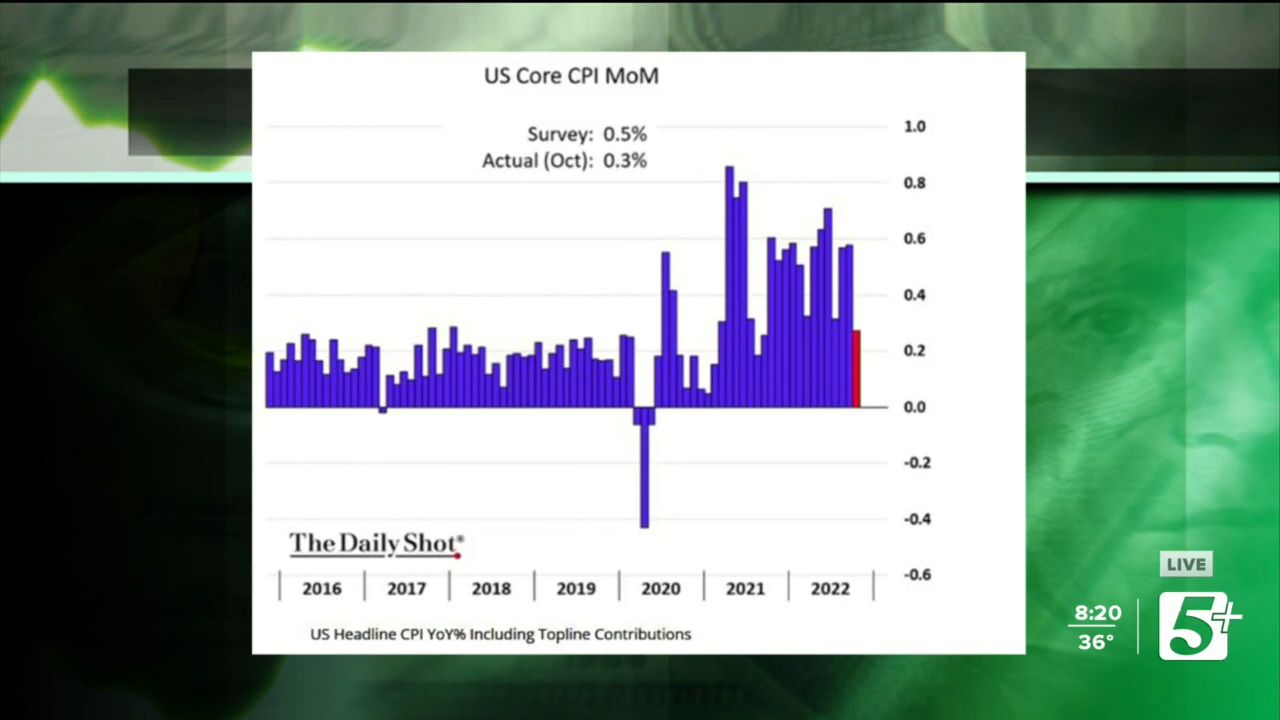 US Core CPI MoM
Survey: 0.5%
Actual (Oct): 0.3%
1.0
0.8
0.6
0.4
0.2
0.0
-0.2
-0.4
-0.6
The Daily Shot®
2016 2017 2018 2019 2020 2021 2022
US Headline CPI YoY% Including Topline Contributions
LIVE
8:20
36°
5+